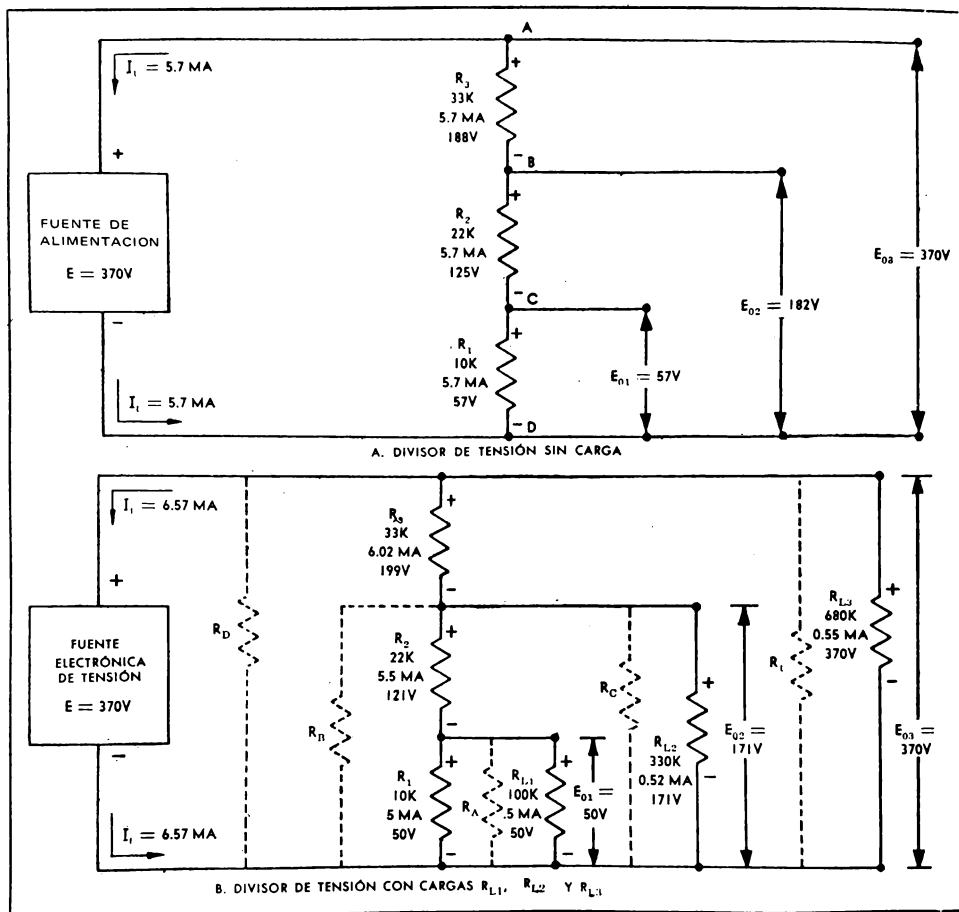 A
I₁ = 5.7 MA
+
+
R₃
33K
5.7 MA
188V
– B
+
FUENTE DE
ALIMENTACION
E = 370V
R₂
22K
5.7 MA
125V
E₀₃ = 370V
E₀₂ = 182V
– C
–
+
R₁
10K
5.7 MA
57V
E₀₁ = 57V
I₁ = 5.7 MA
– D
A. DIVISOR DE TENSIÓN SIN CARGA
I₁ = 6.57 MA
+
+
R₃
33K
6.02 MA
199V
–
R_D
FUENTE
ELECTRÓNICA
DE TENSIÓN
E = 370V
–
+
R₂
22K
5.5 MA
121V
–
R_B
R_C
+
R_L2
330K
0.52 MA
171V
–
E₀₂ =
171V
R_t
+
R_L3
680K
0.55 MA
370V
–
E₀₃ =
370V
+
R₁
10K
5 MA
50V
–
R_A
+
R_L1
100K
.5 MA
50V
–
E₀₁ =
50V
I₁ = 6.57 MA
B. DIVISOR DE TENSIÓN CON CARGAS R_L1, R_L2 Y R_L3